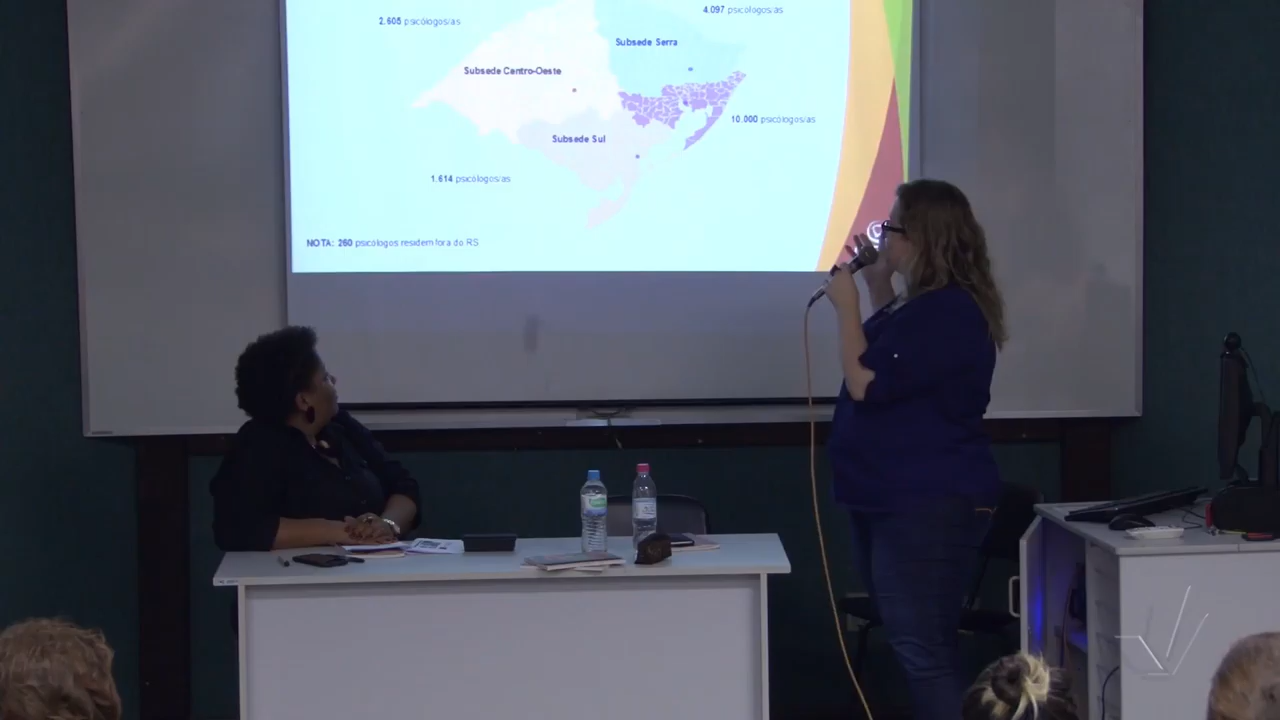 4.097 psicólogos/as
2.605 psicólogos/as
Subsede Serra
Subsede Centro-Oeste
10.000 psicólogos/as
Subsede Sul
1.614 psicólogos/as
NOTA: 260 psicólogos residem fora do RS